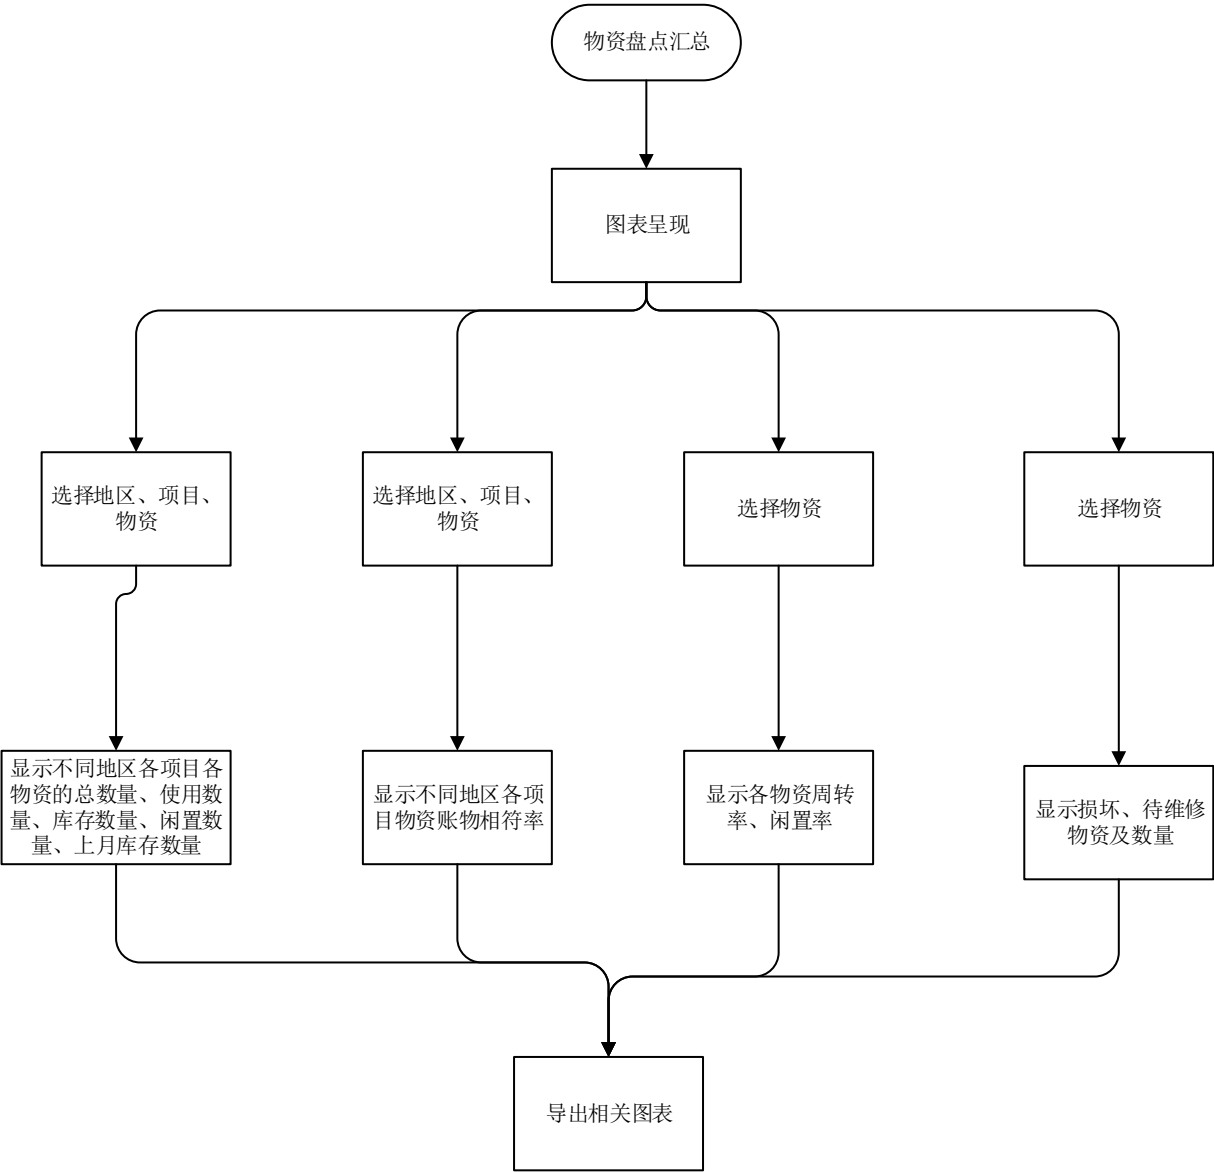 物资盘点汇总
图表呈现
选择地区、项目、
物资
选择地区、项目、
物资
选择物资
选择物资
显示不同地区各项目各
物资的总数量、使用数
量、库存数量、闲置数
量、上月库存数量
显示不同地区各项
目物资账物相符率
显示各物资周转
率、闲置率
显示损坏、待维修
物资及数量
导出相关图表